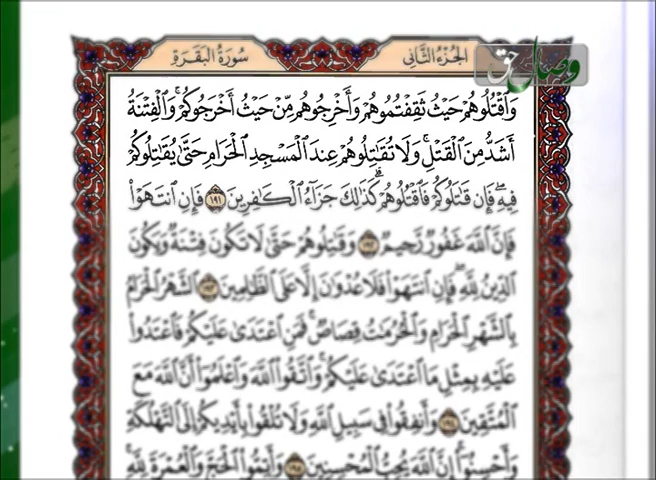 سورة البقرة
الجزء الثاني
وصال حق
وَاقْتُلُوهُمْ حَيْثُ ثَقِفْتُمُوهُمْ وَأَخْرِجُوهُمْ مِّنْ حَيْثُ أَخْرَجُوكُمْ ۚ وَالْفِتْنَةُ
أَشَدُّ مِنَ الْقَتْلِ ۚ وَلَا تُقَاتِلُوهُمْ عِندَ الْمَسْجِدِ الْحَرَامِ حَتَّىٰ يُقَاتِلُوكُمْ
فِيهِ ۖ فَإِن قَاتَلُوكُمْ فَاقْتُلُوهُمْ ۗ كَذَٰلِكَ جَزَاءُ الْكَافِرِينَ ١٩١ فَإِنِ انتَهَوْا
فَإِنَّ اللَّهَ غَفُورٌ رَّحِيمٌ ١٩٢ وَقَاتِلُوهُمْ حَتَّىٰ لَا تَكُونَ فِتْنَةٌ وَيَكُونَ
الدِّينُ لِلَّهِ ۖ فَإِنِ انتَهَوْا فَلَا عُدْوَانَ إِلَّا عَلَى الظَّالِمِينَ ١٩٣ الشَّهْرُ الْحَرَامُ
بِالشَّهْرِ الْحَرَامِ وَالْحُرُمَاتُ قِصَاصٌ ۚ فَمَنِ اعْتَدَىٰ عَلَيْكُمْ فَاعْتَدُوا
عَلَيْهِ بِمِثْلِ مَا اعْتَدَىٰ عَلَيْكُمْ ۚ وَاتَّقُوا اللَّهَ وَاعْلَمُوا أَنَّ اللَّهَ مَعَ
الْمُتَّقِينَ ١٩٤ وَأَنفِقُوا فِي سَبِيلِ اللَّهِ وَلَا تُلْقُوا بِأَيْدِيكُمْ إِلَى التَّهْلُكَةِ ۛ
وَأَحْسِنُوا ۛ إِنَّ اللَّهَ يُحِبُّ الْمُحْسِنِينَ ١٩٥ وَأَتِمُّوا الْحَجَّ وَالْعُمْرَةَ لِلَّهِ ۚ